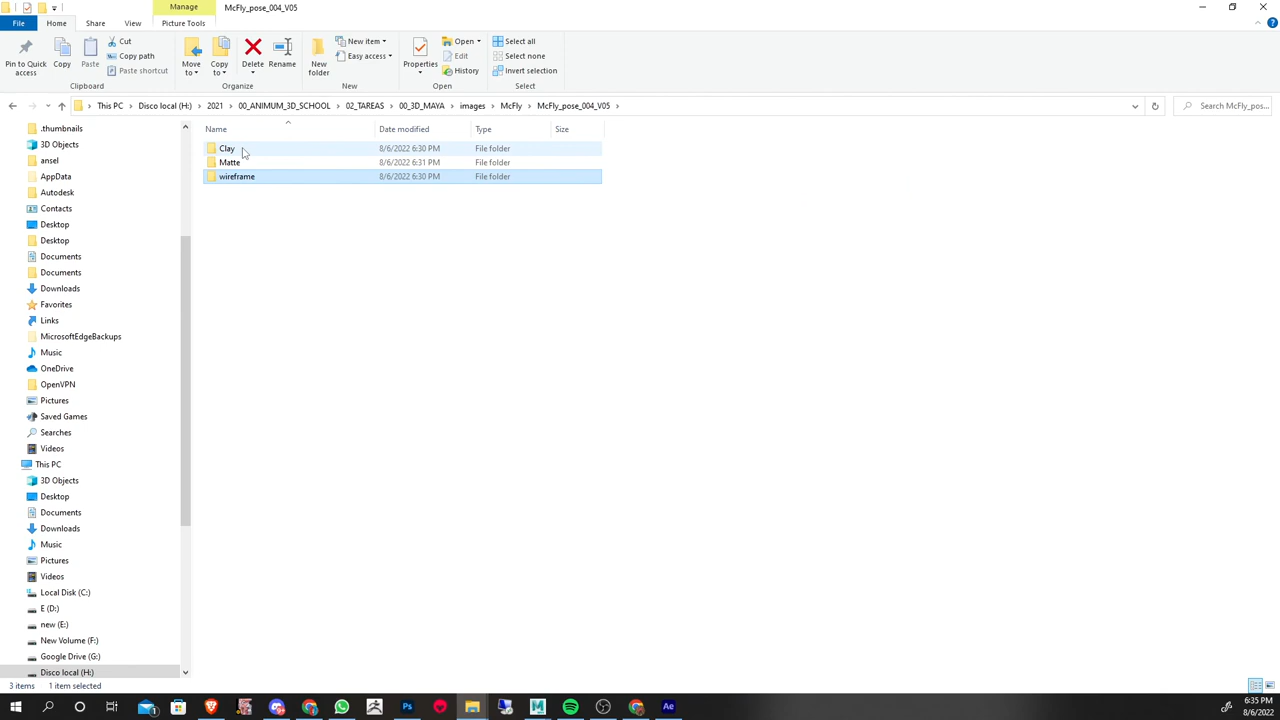 Manage
McFly_pose_004_V05
File
Home
Share
View
Picture Tools
Pin to Quick access
Copy
Paste
Cut
Copy path
Paste shortcut
Clipboard
Move to
Copy to
Delete
Rename
Organize
New folder
New item
Easy access
New
Properties
Open
Edit
History
Open
Select all
Select none
Invert selection
Select
This PC > Disco local (H:) > 2021 > 00_ANIMUM_3D_SCHOOL > 02_TAREAS > 00_3D_MAYA > images > McFly > McFly_pose_004_V05 >
Search McFly_pos...
Name
Date modified
Type
Size
Clay 8/6/2022 6:30 PM File folder
Matte 8/6/2022 6:31 PM File folder
wireframe 8/6/2022 6:30 PM File folder
.thumbnails
3D Objects
ansel
AppData
Autodesk
Contacts
Desktop
Desktop
Documents
Documents
Downloads
Favorites
Links
MicrosoftEdgeBackups
Music
OneDrive
OpenVPN
Pictures
Saved Games
Searches
Videos
This PC
3D Objects
Desktop
Documents
Downloads
Music
Pictures
Videos
Local Disk (C:)
E (D:)
new (E:)
New Volume (F:)
Google Drive (G:)
Disco local (H:)
3 items
1 item selected
Ps
M
Ae
6:35 PM
8/6/2022